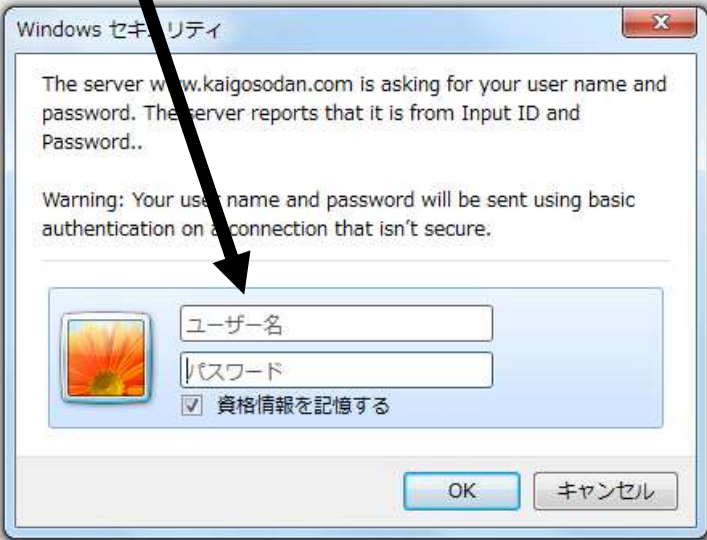 Windows セキュリティ
The server www.kaigosodan.com is asking for your user name and
password. The server reports that it is from Input ID and
Password..
Warning: Your user name and password will be sent using basic
authentication on a connection that isn't secure.
ユーザー名
パスワード
資格情報を記憶する
OK
キャンセル